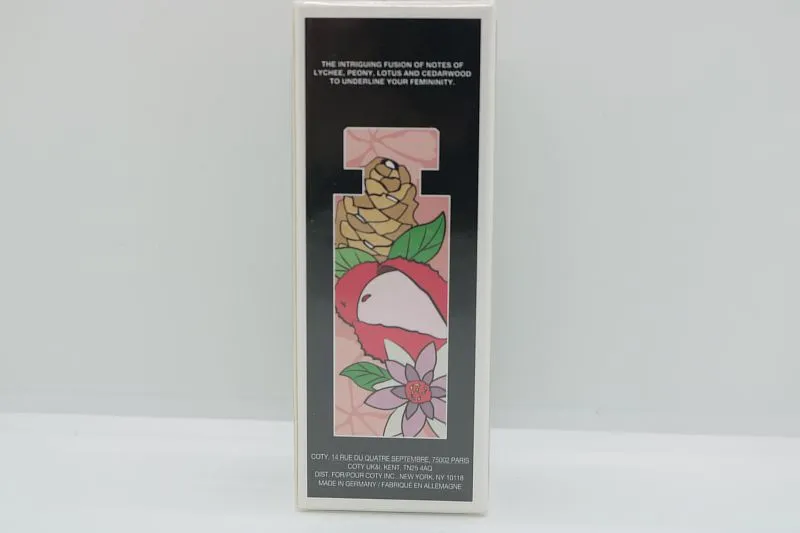 THE INTRIGUING FUSION OF NOTES OF
LYCHEE, PEONY, LOTUS AND CEDARWOOD
TO UNDERLINE YOUR FEMININITY.
COTY, 14 RUE DU QUATRE SEPTEMBRE, 75002 PARIS
COTY UK&I, KENT, TN25 4AQ
DIST. FOR/POUR COTY INC., NEW YORK, NY 10118
MADE IN GERMANY / FABRIQUÉ EN ALLEMAGNE